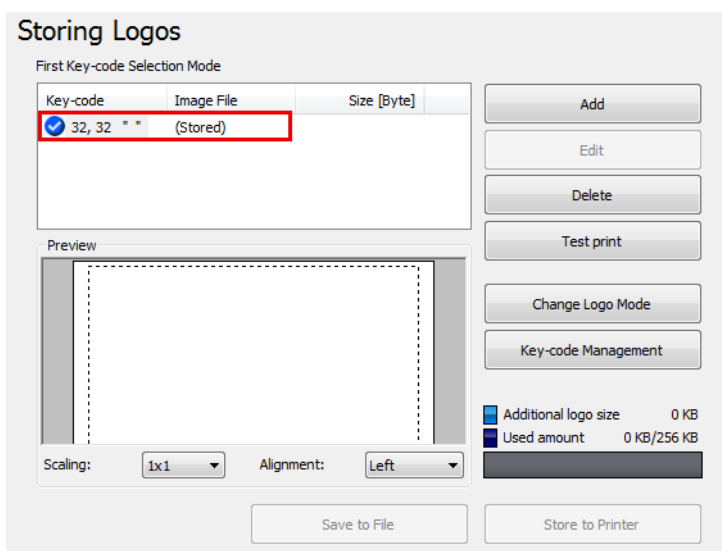 Storing Logos
First Key-code Selection Mode
Key-code Image File Size [Byte]
32, 32 " " (Stored)
Add
Edit
Delete
Test print
Preview
Change Logo Mode
Key-code Management
Additional logo size 0 KB
Used amount 0 KB/256 KB
Scaling: 1x1 Alignment: Left
Save to File Store to Printer